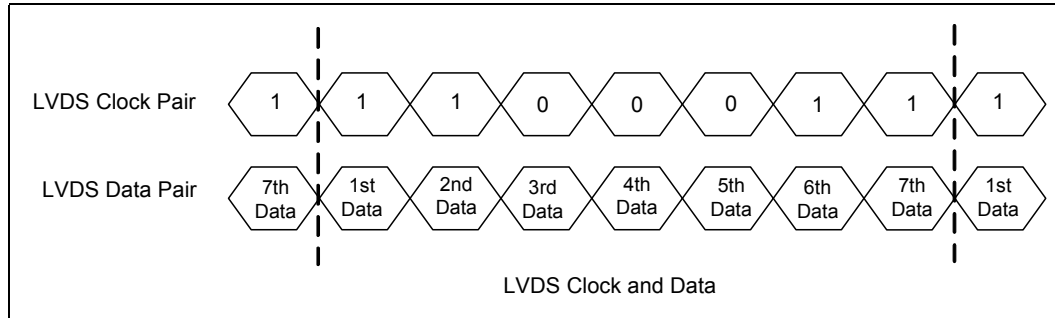 LVDS Clock Pair 1 1 1 0 0 0 1 1 1
LVDS Data Pair 7th Data 1st Data 2nd Data 3rd Data 4th Data 5th Data 6th Data 7th Data 1st Data
LVDS Clock and Data